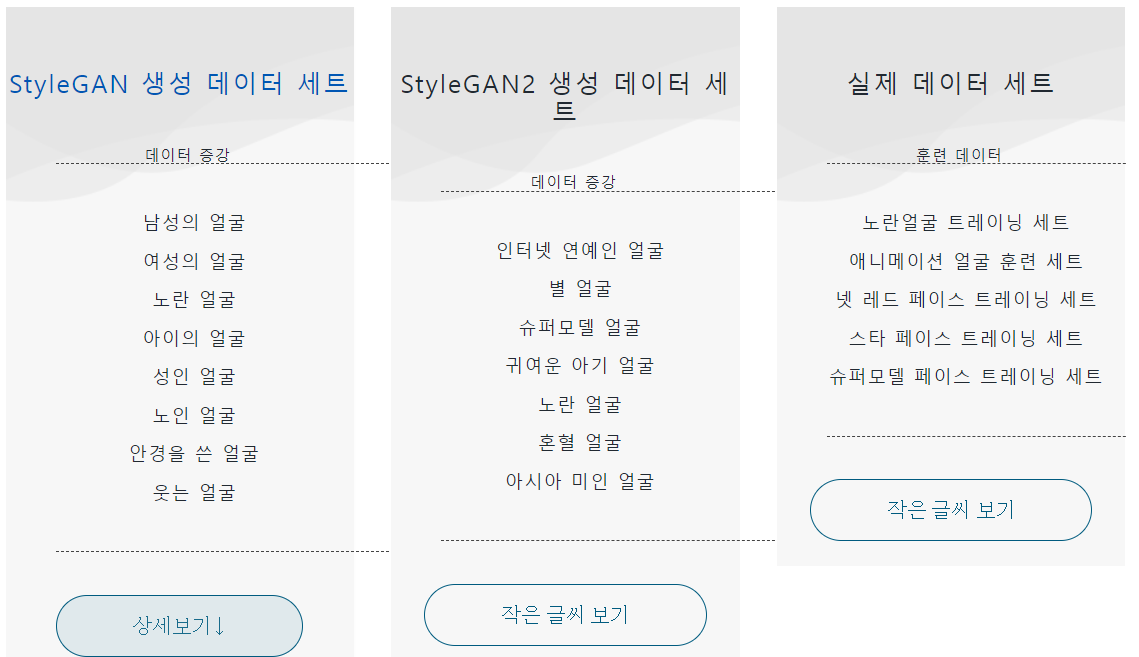 StyleGAN 생성 데이터 세트
데이터 증강
남성의 얼굴
여성의 얼굴
노란 얼굴
아이의 얼굴
성인 얼굴
노인 얼굴
안경을 쓴 얼굴
웃는 얼굴
상세보기↓
StyleGAN2 생성 데이터 세
트
데이터 증강
인터넷 연예인 얼굴
별 얼굴
슈퍼모델 얼굴
귀여운 아기 얼굴
노란 얼굴
혼혈 얼굴
아시아 미인 얼굴
작은 글씨 보기
실제 데이터 세트
훈련 데이터
노란얼굴 트레이닝 세트
애니메이션 얼굴 훈련 세트
넷 레드 페이스 트레이닝 세트
스타 페이스 트레이닝 세트
슈퍼모델 페이스 트레이닝 세트
작은 글씨 보기